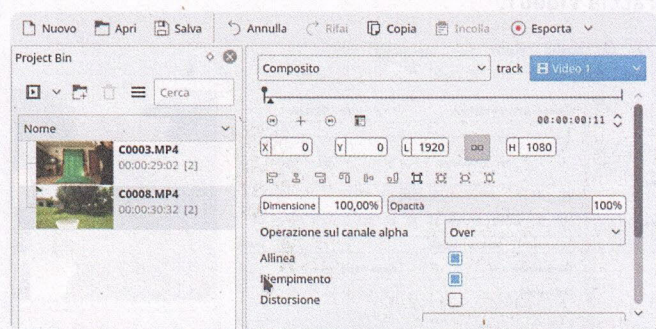 Nuovo Apri Salva Annulla Rifai Copia Incolla Esporta
Project Bin
Cerca
Nome
C0003.MP4
00:00:29:02 [2]
C0008.MP4
00:00:30:32 [2]
Composito track Video 1
00:00:00:11
X 0 Y 0 L 1920 H 1080
Dimensione 100,00% Opacità 100%
Operazione sul canale alpha Over
Allinea
Riempimento
Distorsione